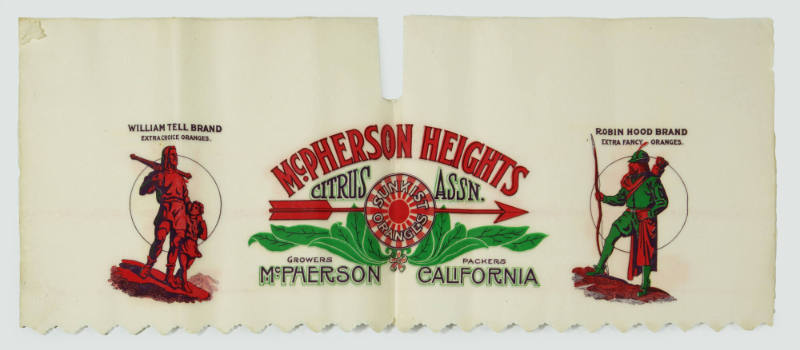 WILLIAM TELL BRAND
EXTRA CHOICE ORANGES.
McPHERSON HEIGHTS
CITRUS ASSN.
SUNKIST
ORANGES
GROWERS PACKERS
McPHERSON CALIFORNIA
ROBIN HOOD BRAND
EXTRA FANCY ORANGES.